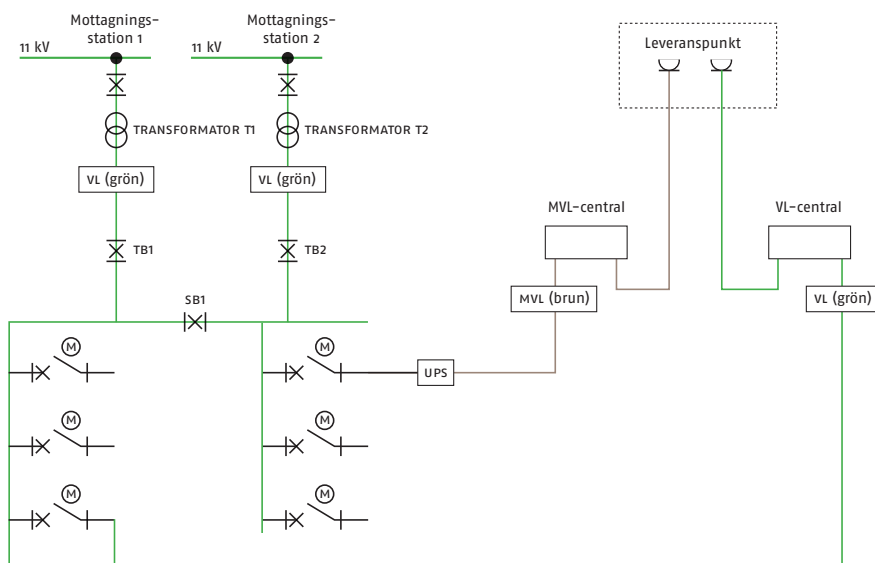 Mottagnings-
station 1
11 kV
Mottagnings-
station 2
11 kV
Leveranspunkt
TRANSFORMATOR T1
TRANSFORMATOR T2
VL (grön)
VL (grön)
MVL-central
VL-central
TB1
TB2
SB1
MVL (brun)
VL (grön)
M
M
UPS
M
M
M
M